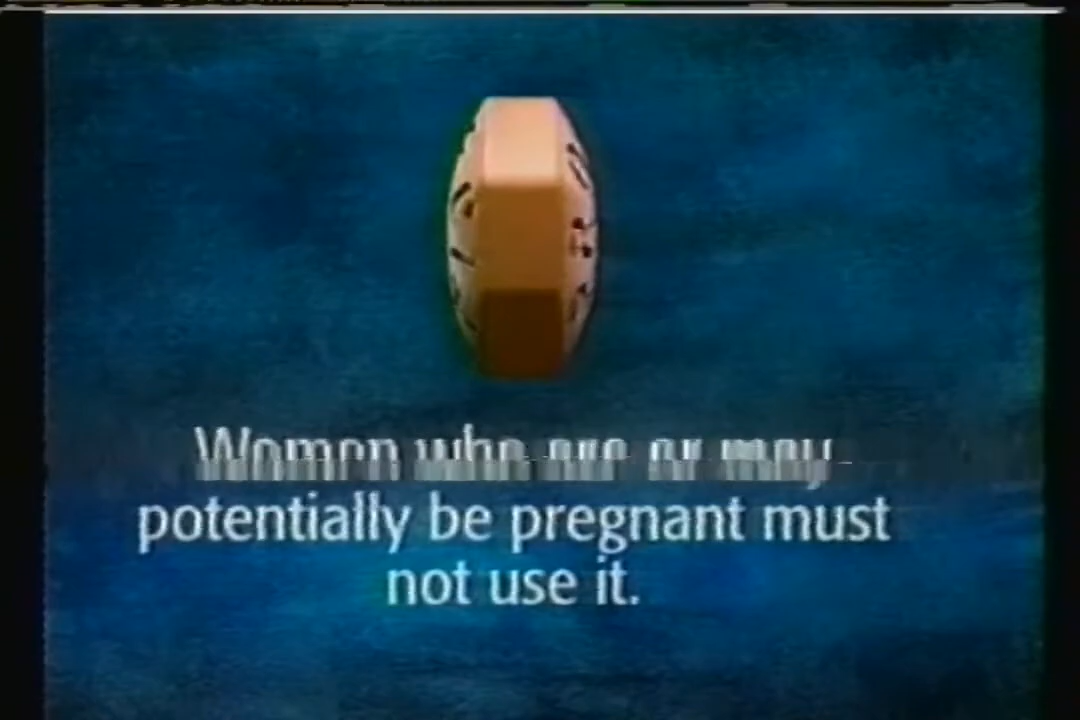 Women who are or may
potentially be pregnant must
not use it.